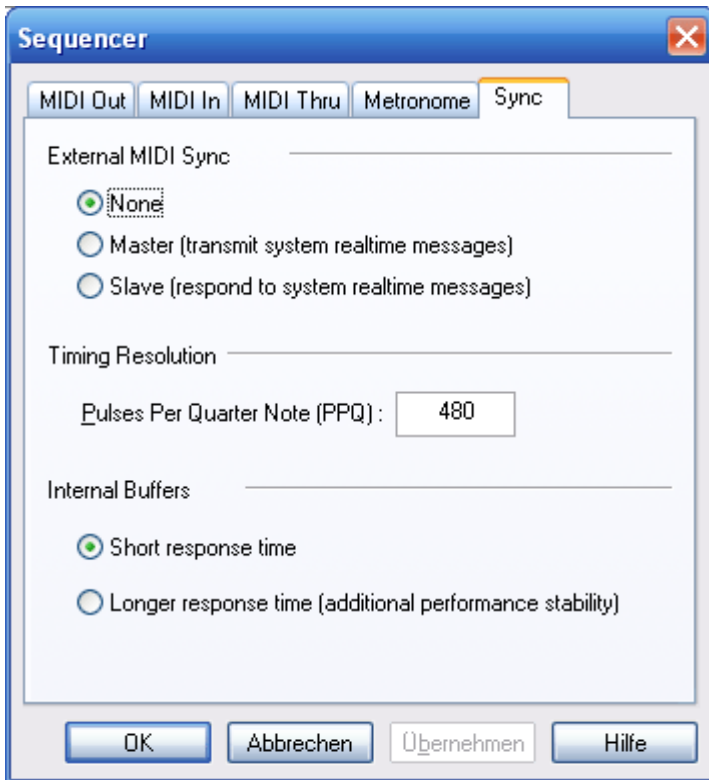 Sequencer
MIDI Out MIDI In MIDI Thru Metronome Sync
External MIDI Sync
None
Master (transmit system realtime messages)
Slave (respond to system realtime messages)
Timing Resolution
Pulses Per Quarter Note (PPQ) : 480
Internal Buffers
Short response time
Longer response time (additional performance stability)
OK Abbrechen Übernehmen Hilfe